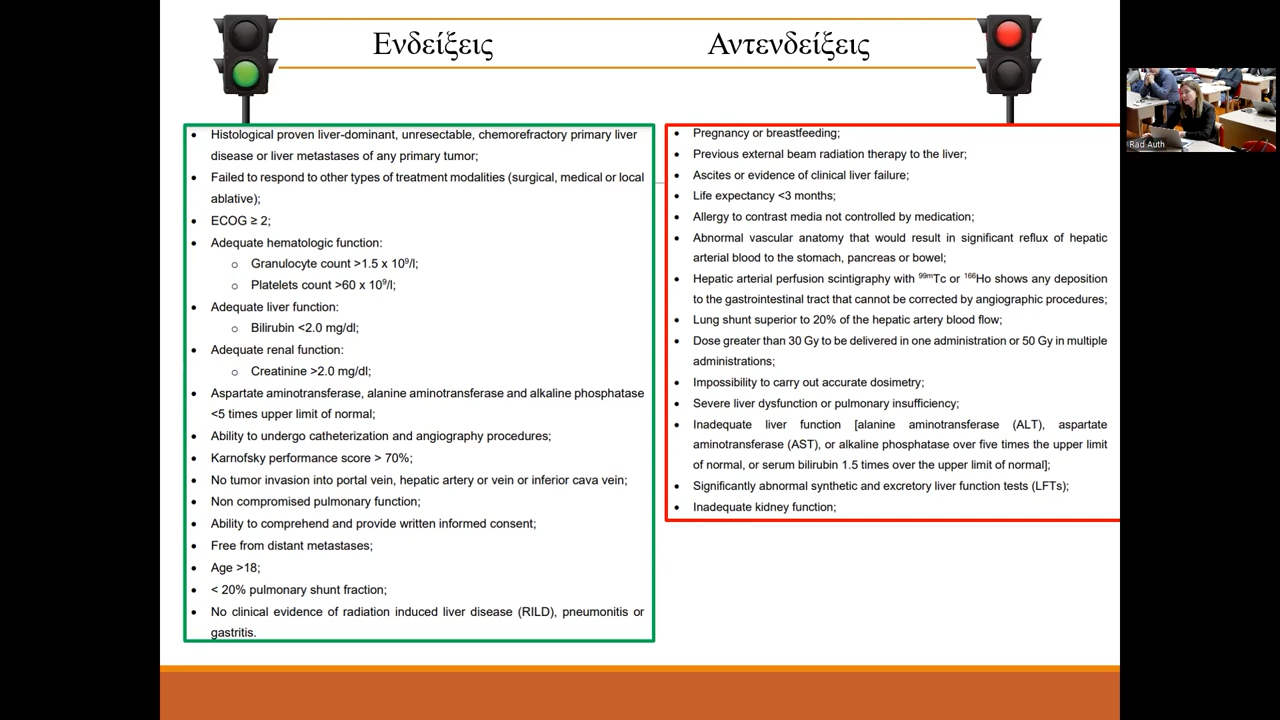 Ενδείξεις
Αντενδείξεις
• Histological proven liver-dominant, unresectable, chemorefractory primary liver
disease or liver metastases of any primary tumor;
• Failed to respond to other types of treatment modalities (surgical, medical or local
ablative);
• ECOG ≥ 2;
• Adequate hematologic function:
o Granulocyte count >1.5 x 10⁹/l;
o Platelets count >60 x 10⁹/l;
• Adequate liver function:
o Bilirubin <2.0 mg/dl;
• Adequate renal function:
o Creatinine >2.0 mg/dl;
• Aspartate aminotransferase, alanine aminotransferase and alkaline phosphatase
<5 times upper limit of normal;
• Ability to undergo catheterization and angiography procedures;
• Karnofsky performance score > 70%;
• No tumor invasion into portal vein, hepatic artery or vein or inferior cava vein;
• Non compromised pulmonary function;
• Ability to comprehend and provide written informed consent;
• Free from distant metastases;
• Age >18;
• < 20% pulmonary shunt fraction;
• No clinical evidence of radiation induced liver disease (RILD), pneumonitis or
gastritis.
• Pregnancy or breastfeeding;
• Previous external beam radiation therapy to the liver;
• Ascites or evidence of clinical liver failure;
• Life expectancy <3 months;
• Allergy to contrast media not controlled by medication;
• Abnormal vascular anatomy that would result in significant reflux of hepatic
arterial blood to the stomach, pancreas or bowel;
• Hepatic arterial perfusion scintigraphy with ⁹⁹ᵐTc or ¹⁶⁶Ho shows any deposition
to the gastrointestinal tract that cannot be corrected by angiographic procedures;
• Lung shunt superior to 20% of the hepatic artery blood flow;
• Dose greater than 30 Gy to be delivered in one administration or 50 Gy in multiple
administrations;
• Impossibility to carry out accurate dosimetry;
• Severe liver dysfunction or pulmonary insufficiency;
• Inadequate liver function [alanine aminotransferase (ALT), aspartate
aminotransferase (AST), or alkaline phosphatase over five times the upper limit
of normal, or serum bilirubin 1.5 times over the upper limit of normal];
• Significantly abnormal synthetic and excretory liver function tests (LFTs);
• Inadequate kidney function;
Rad Auth